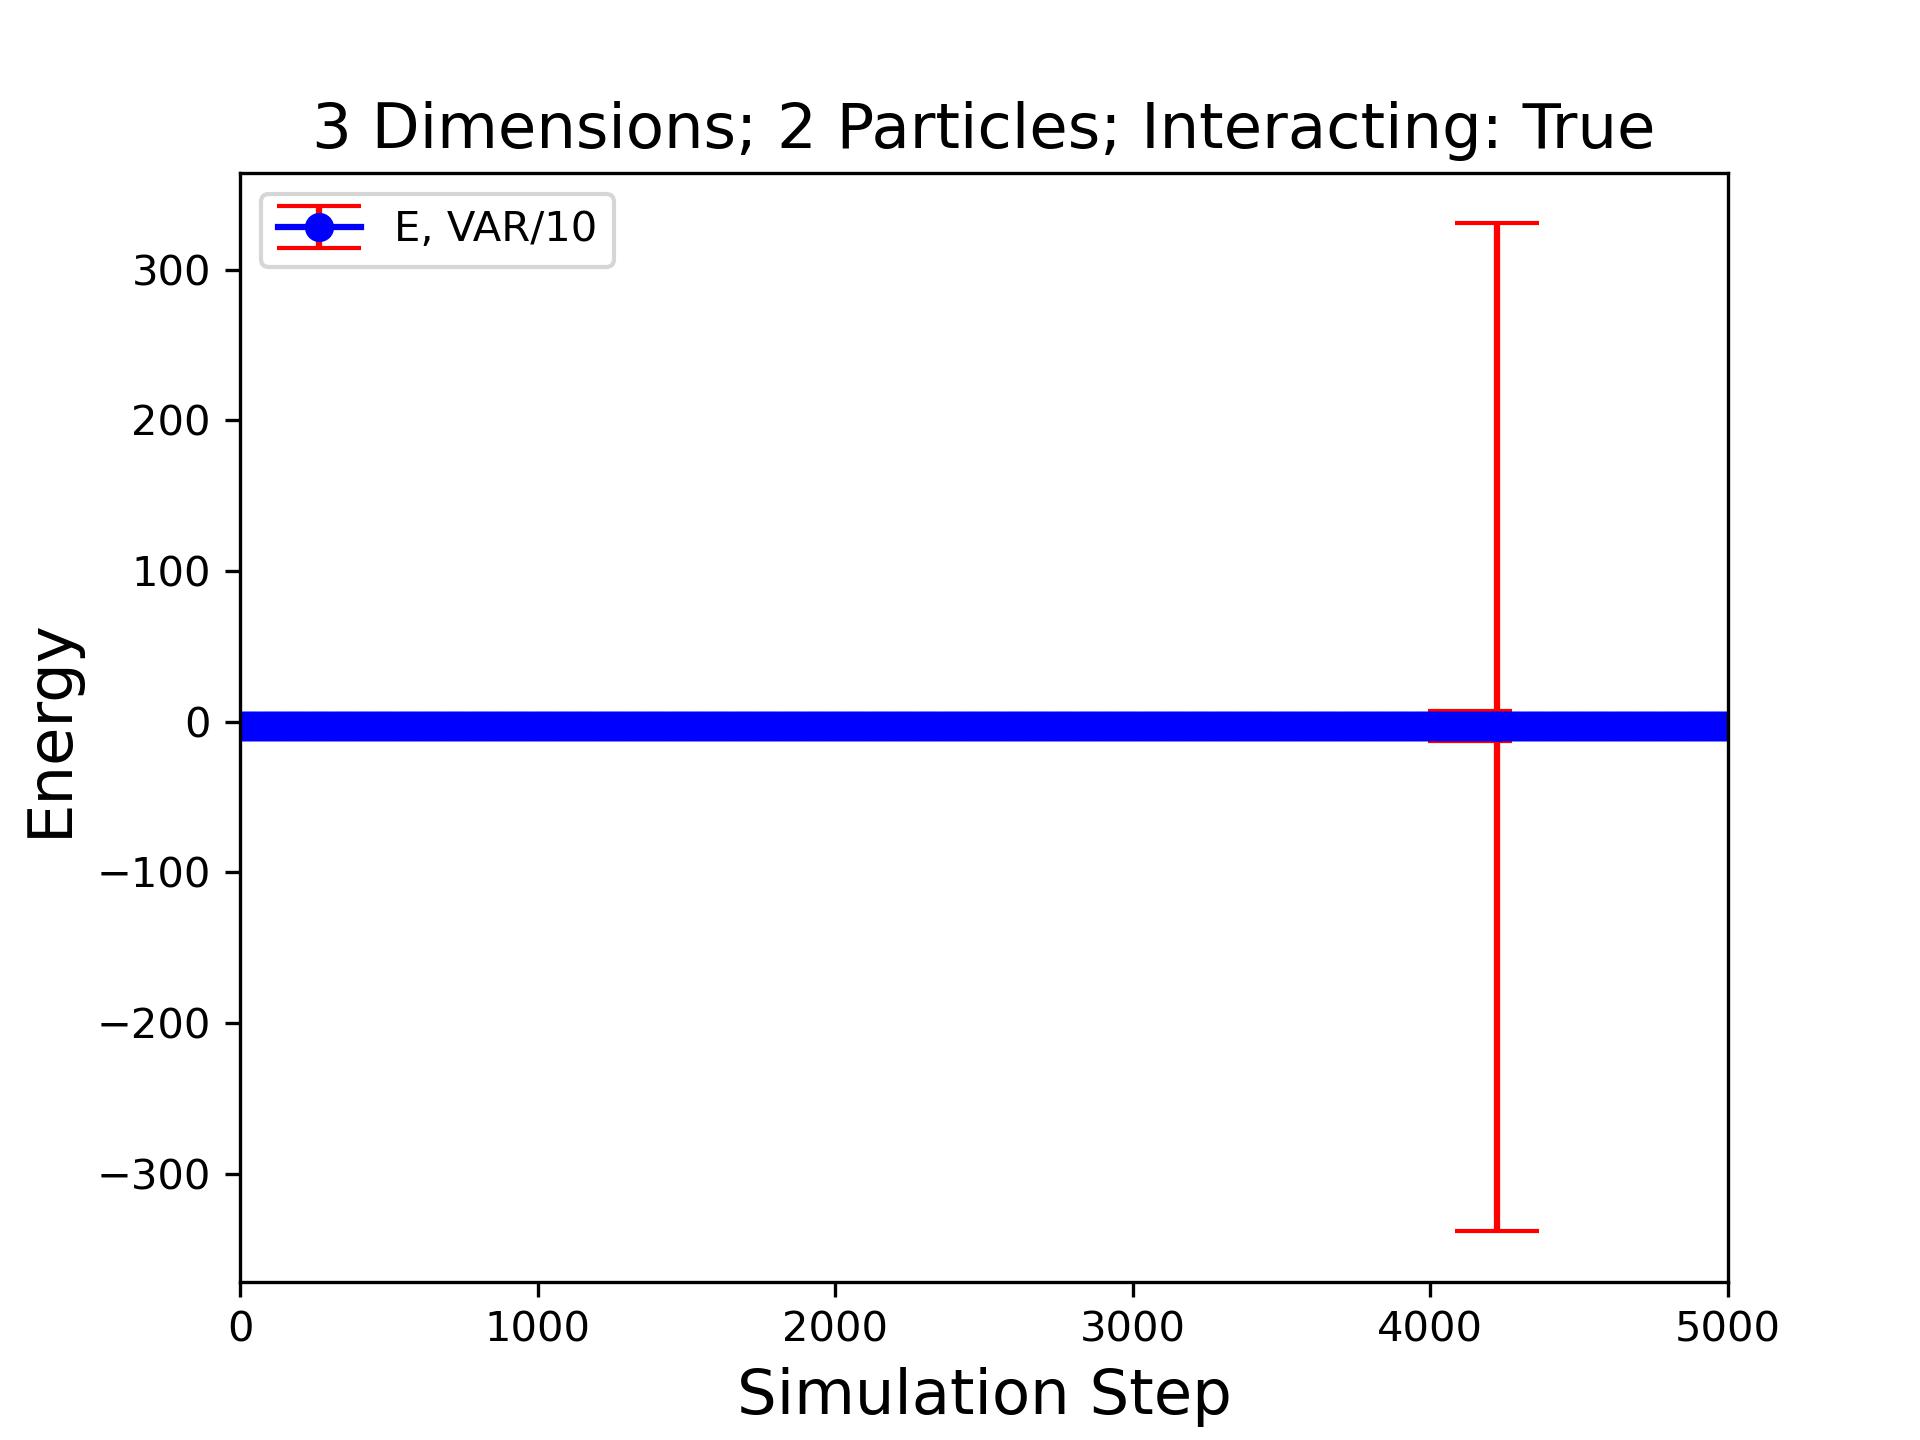 3 Dimensions; 2 Particles; Interacting: True
E, VAR/10
300
200
100
0
−100
−200
−300
Energy
0 1000 2000 3000 4000 5000
Simulation Step